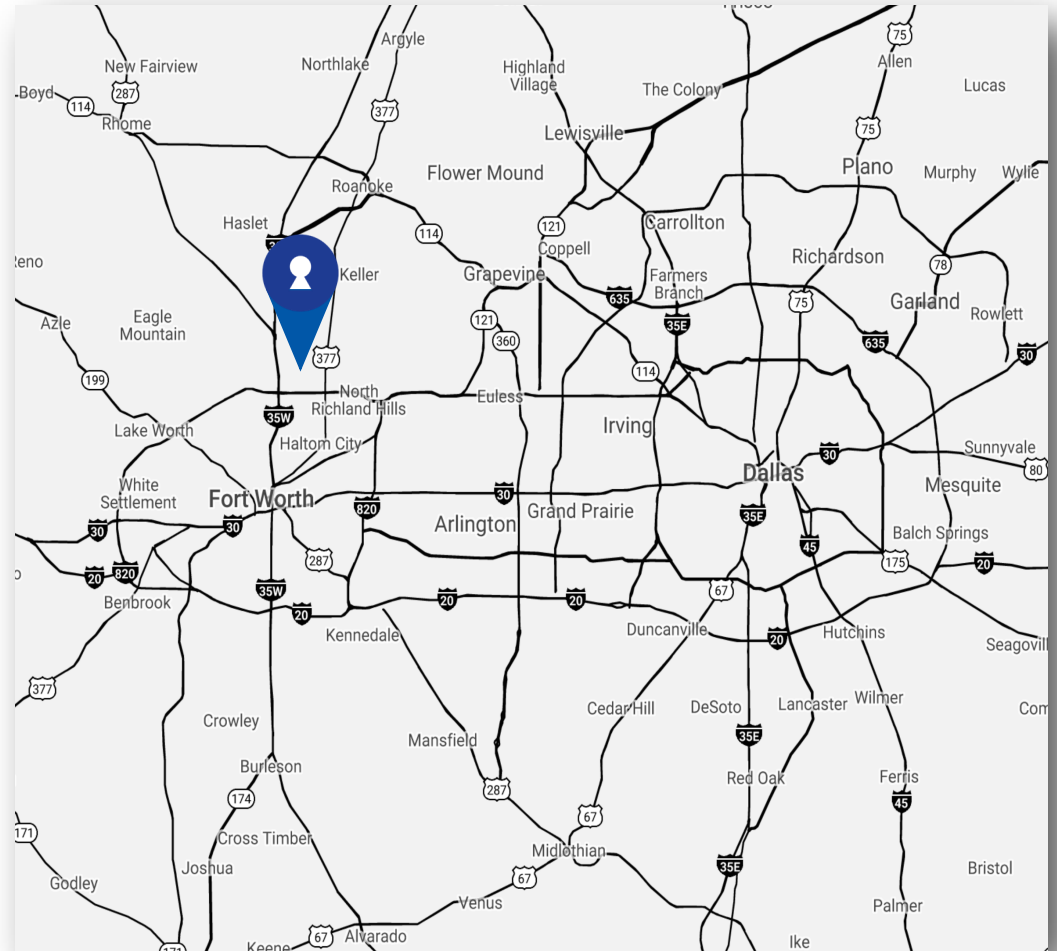 Argyle
75
New Fairview
Northlake
Highland
Village
Allen
Boyd
287
The Colony
Lucas
114
377
Rhome
Lewisville
75
Plano
Flower Mound
Murphy
Wylie
Roanoke
Haslet
121
Carrollton
114
Coppell
Richardson
78
Keller
Grapevine
Farmers
Branch
635
75
Garland
Rowlett
Azle
Eagle
Mountain
121
35E
360
635
377
30
199
114
North
Richland Hills
Euless
35W
Irving
Lake Worth
Haltom City
Sunnyvale
30
80
Dallas
White
Settlement
Fort Worth
30
Mesquite
820
Grand Prairie
35E
Arlington
30
30
Balch Springs
45
287
175
20
20
820
35W
67
Benbrook
20
20
20
Kennedale
Duncanville
20
Hutchins
377
Cedar Hill
DeSoto
Lancaster
Wilmer
Crowley
Mansfield
35E
Burleson
Red Oak
Ferris
287
174
45
67
171
Cross Timber
Midlothian
35E
Joshua
Bristol
Godley
67
Venus
Palmer
67
Alvarado
Ike
Keene